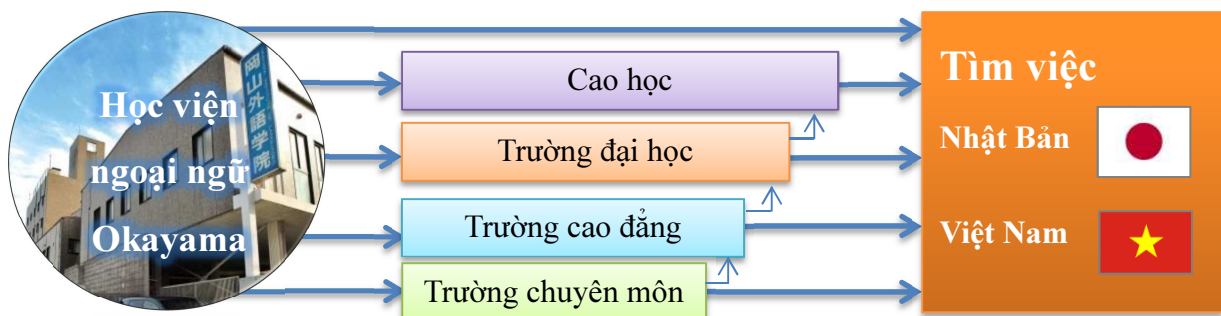 Học viện
ngoại ngữ
Okayama
岡山外語学院
Cao học
Trường đại học
Trường cao đẳng
Trường chuyên môn
Tìm việc
Nhật Bản
Việt Nam